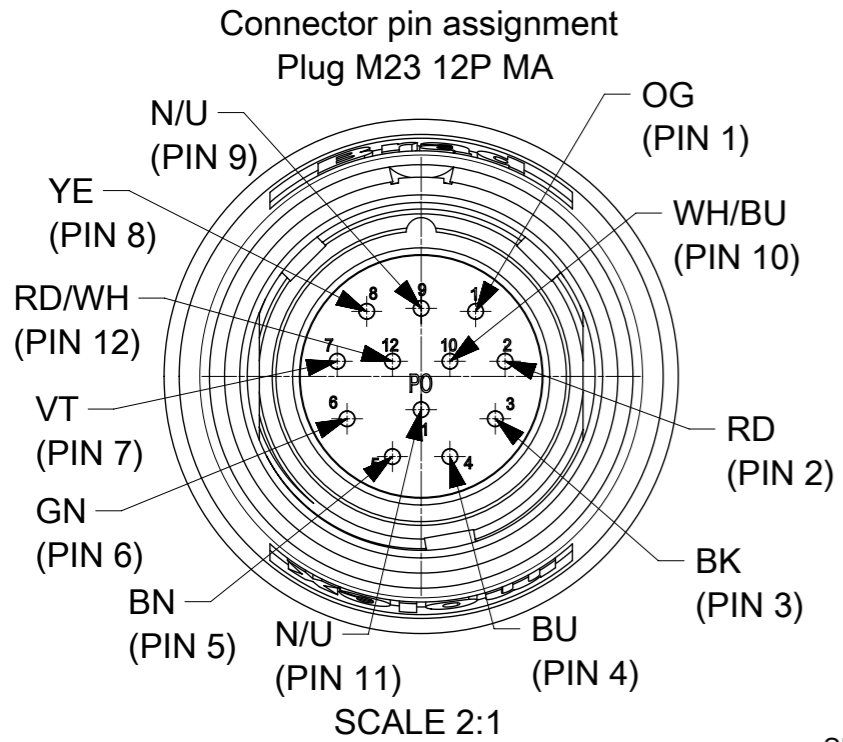 Connector pin assignment
Plug M23 12P MA
N/U
(PIN 9)
OG
(PIN 1)
YE
(PIN 8)
WH/BU
(PIN 10)
RD/WH
(PIN 12)
VT
(PIN 7)
RD
(PIN 2)
GN
(PIN 6)
BK
(PIN 3)
BN
(PIN 5)
N/U
(PIN 11)
BU
(PIN 4)
8 9 1
7 12 10 2
PO
6 1 3
5 4
SCALE 2:1